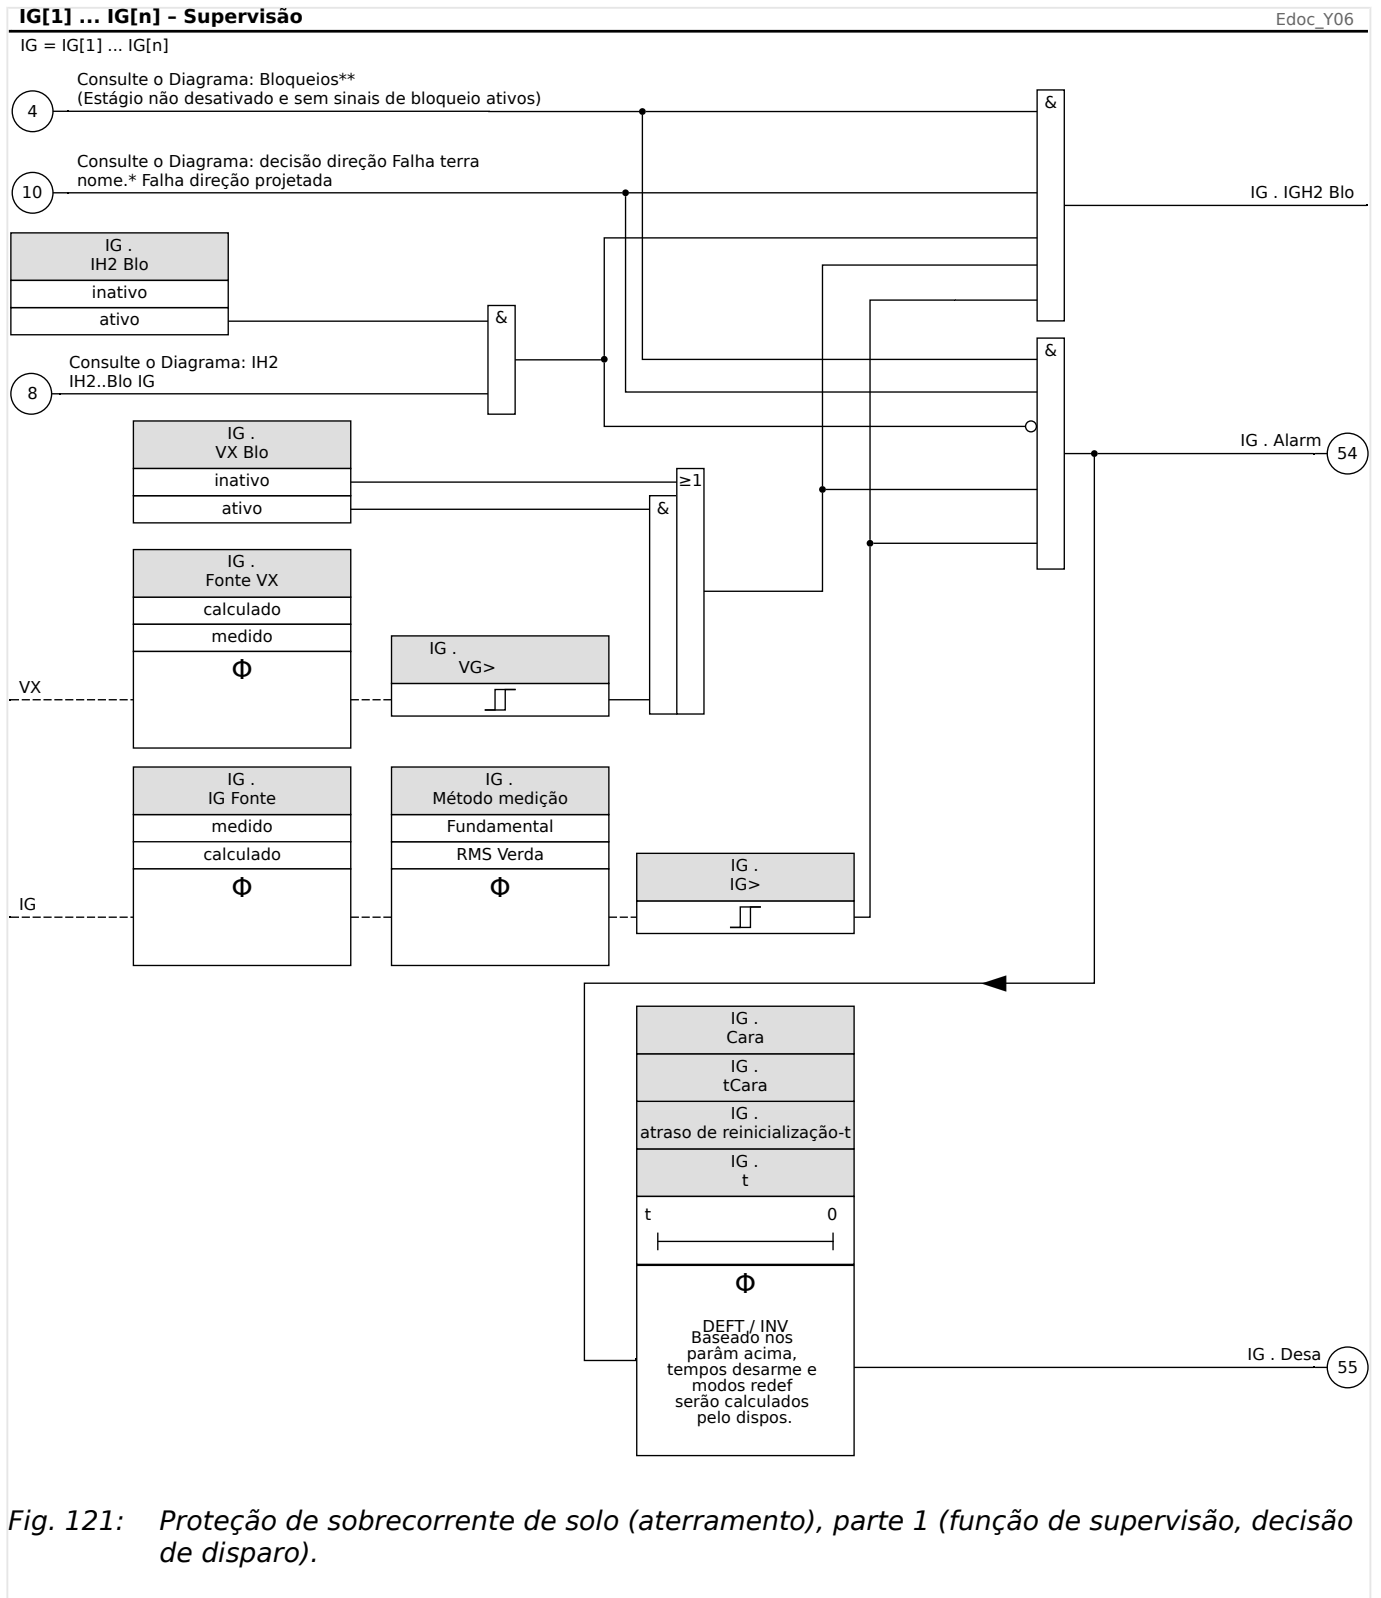 IG[1] ... IG[n] – Supervisão
Edoc_Y06
IG = IG[1] ... IG[n]
Consulte o Diagrama: Bloqueios**
(Estágio não desativado e sem sinais de bloqueio ativos)
4
&
Consulte o Diagrama: decisão direção Falha terra
nome.* Falha direção projetada
10
IG . IGH2 Blo
IG .
IH2 Blo
inativo
ativo
&
&
Consulte o Diagrama: IH2
IH2..Blo IG
8
IG .
VX Blo
inativo
ativo
≥1
&
IG . Alarm
54
IG .
Fonte VX
calculado
medido
Φ
VX
IG .
VG>
IG .
IG Fonte
medido
calculado
Φ
IG
IG .
Método medição
Fundamental
RMS Verda
Φ
IG .
IG>
IG .
Cara
IG .
tCara
IG .
atraso de reinicialização-t
IG .
t
t 0
Φ
DEFT / INV
Baseado nos
parâm acima,
tempos desarme e
modos redef
serão calculados
pelo dispos.
IG . Desa
55
Fig. 121: Proteção de sobrecorrente de solo (aterramento), parte 1 (função de supervisão, decisão
de disparo).